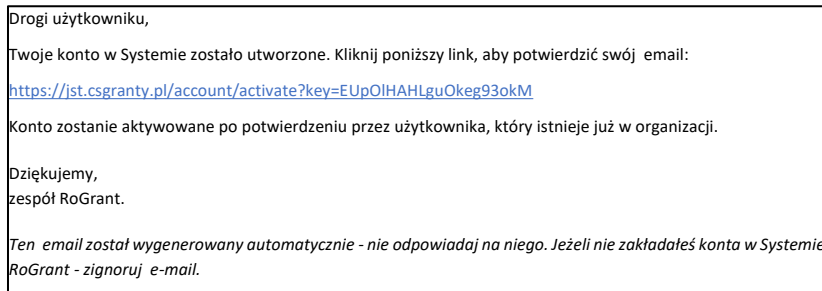 Drogi użytkowniku,
Twoje konto w Systemie zostało utworzone. Kliknij poniższy link, aby potwierdzić swój email:
https://jst.csgranty.pl/account/activate?key=EUpOlHAHLguOkeg93okM
Konto zostanie aktywowane po potwierdzeniu przez użytkownika, który istnieje już w organizacji.
Dziękujemy,
zespół RoGrant.
Ten email został wygenerowany automatycznie - nie odpowiadaj na niego. Jeżeli nie zakładałeś konta w Systemie
RoGrant - zignoruj e-mail.